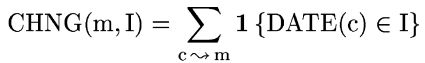 CHNG(m, I) = ∑ 1 {DATE(c) ∈ I}
c⇝m